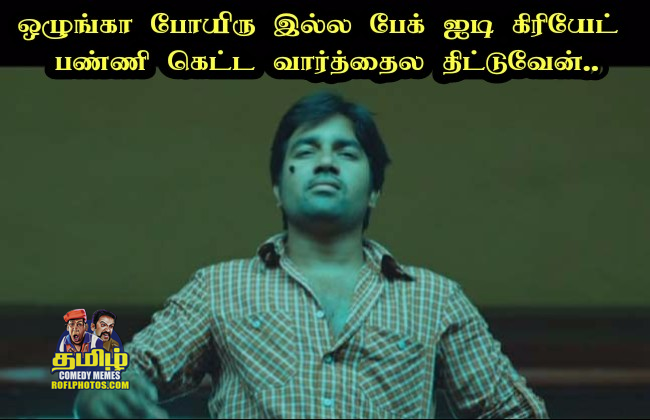 ஒழுங்கா போயிரு இல்ல பேக் ஐடி கிரியேட்
பண்ணி கெட்ட வார்த்தைல திட்டுவேன்..
தமிழ்
COMEDY MEMES
ROFLPHOTOS.COM